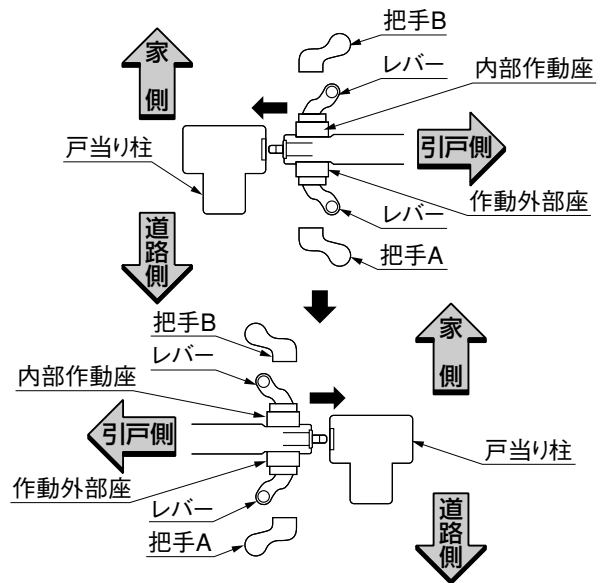 把手B
家側
レバー
内部作動座
戸当り柱
引戸側
作動外部座
レバー
道路側
把手A
把手B
家側
レバー
内部作動座
引戸側
戸当り柱
作動外部座
レバー
道路側
把手A